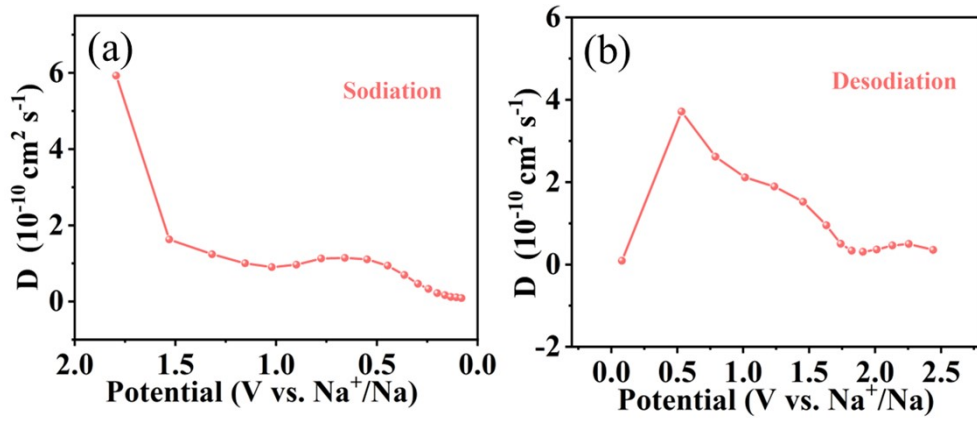 (a)
Sodiation
D (10⁻¹⁰ cm² s⁻¹)
6
4
2
0
2.0 1.5 1.0 0.5 0.0
Potential (V vs. Na⁺/Na)
(b)
Desodiation
D (10⁻¹⁰ cm² s⁻¹)
6
4
2
0
-2
0.0 0.5 1.0 1.5 2.0 2.5
Potential (V vs. Na⁺/Na)